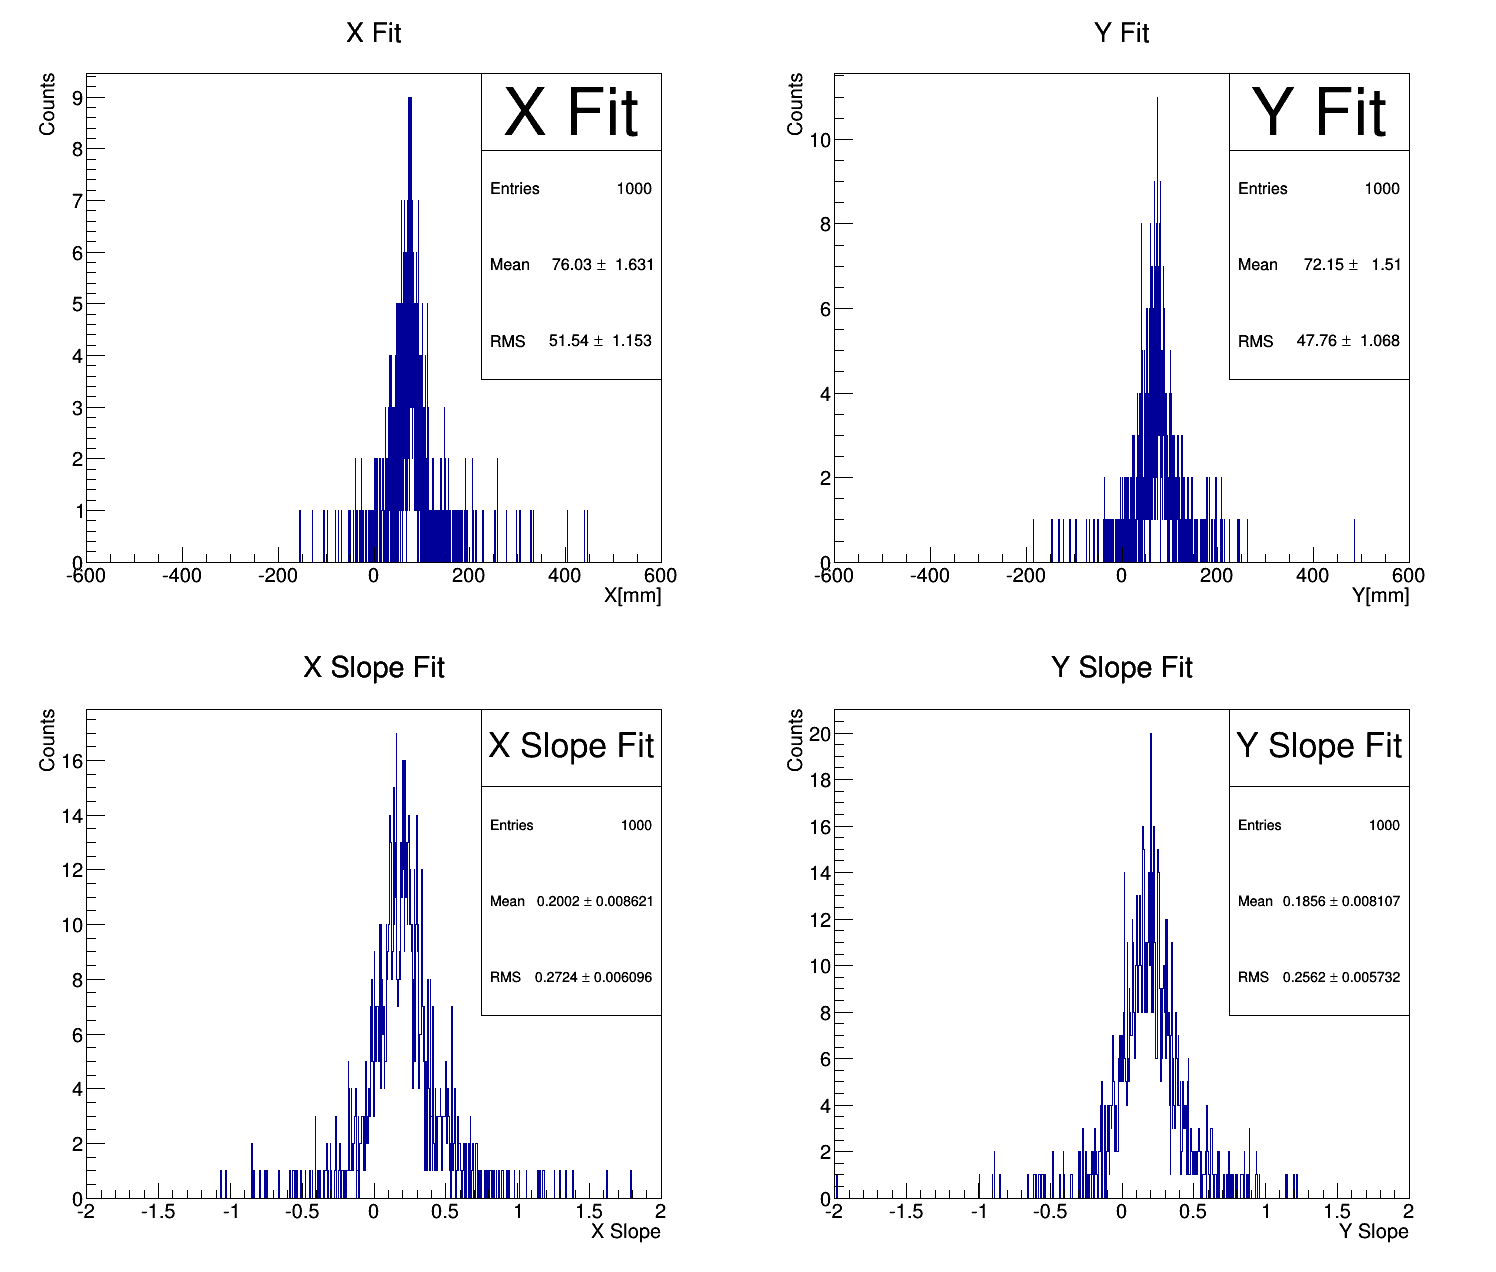 X Fit
Counts
9
8
7
6
5
4
3
2
1
0
-600 -400 -200 0 200 400 600
X[mm]
X Fit
Entries 1000
Mean 76.03 ± 1.631
RMS 51.54 ± 1.153
Y Fit
Counts
10
8
6
4
2
0
-600 -400 -200 0 200 400 600
Y[mm]
Y Fit
Entries 1000
Mean 72.15 ± 1.51
RMS 47.76 ± 1.068
X Slope Fit
Counts
16
14
12
10
8
6
4
2
0
-2 -1.5 -1 -0.5 0 0.5 1 1.5 2
X Slope
X Slope Fit
Entries 1000
Mean 0.2002 ± 0.008621
RMS 0.2724 ± 0.006096
Y Slope Fit
Counts
20
18
16
14
12
10
8
6
4
2
0
-2 -1.5 -1 -0.5 0 0.5 1 1.5 2
Y Slope
Y Slope Fit
Entries 1000
Mean 0.1856 ± 0.008107
RMS 0.2562 ± 0.005732